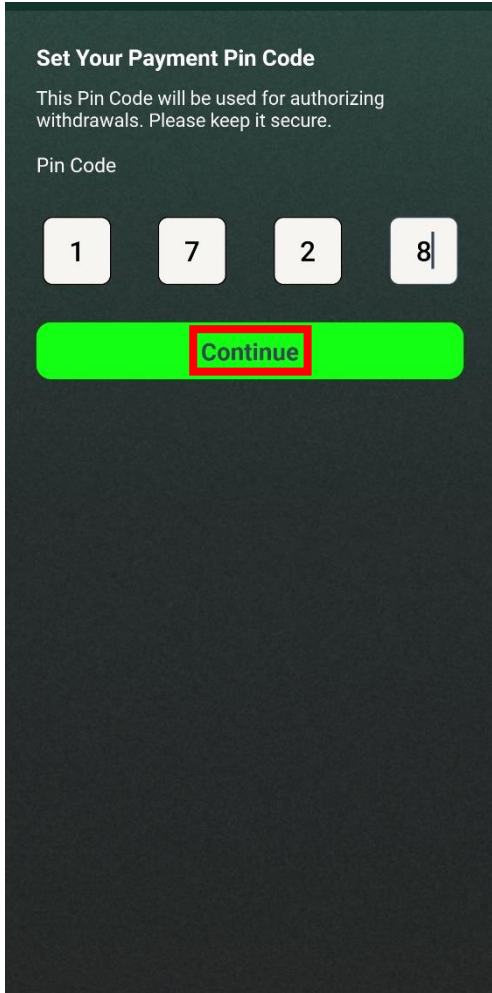 Set Your Payment Pin Code
This Pin Code will be used for authorizing
withdrawals. Please keep it secure.
Pin Code
1 7 2 8
Continue